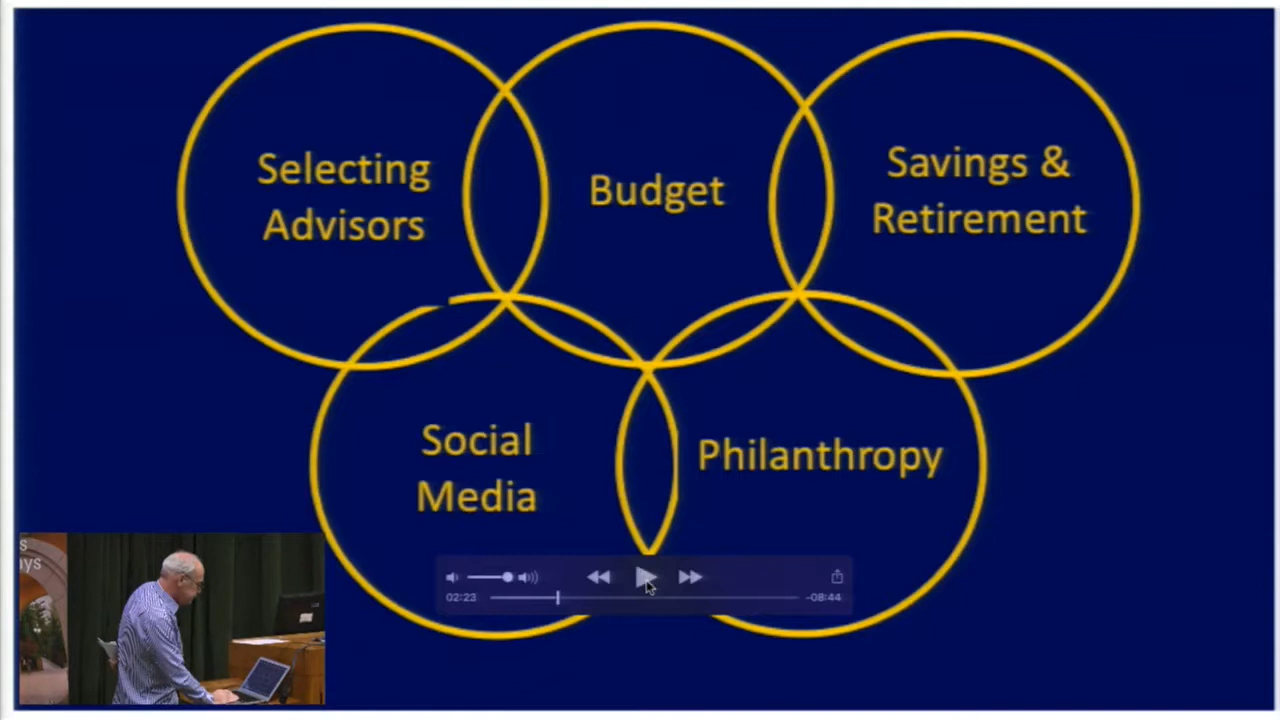 Selecting
Advisors
Budget
Savings &
Retirement
Social
Media
Philanthropy
02:23
-08:44